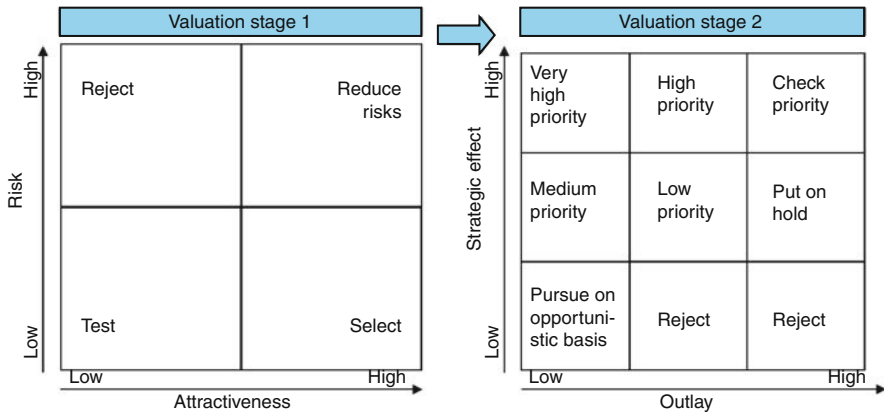 Valuation stage 1
High
Risk
Low
Reject
Reduce
risks
Test
Select
Low
High
Attractiveness
Valuation stage 2
High
Strategic effect
Low
Very
high
priority
High
priority
Check
priority
Medium
priority
Low
priority
Put on
hold
Pursue on
opportuni-
stic basis
Reject
Reject
Low
High
Outlay